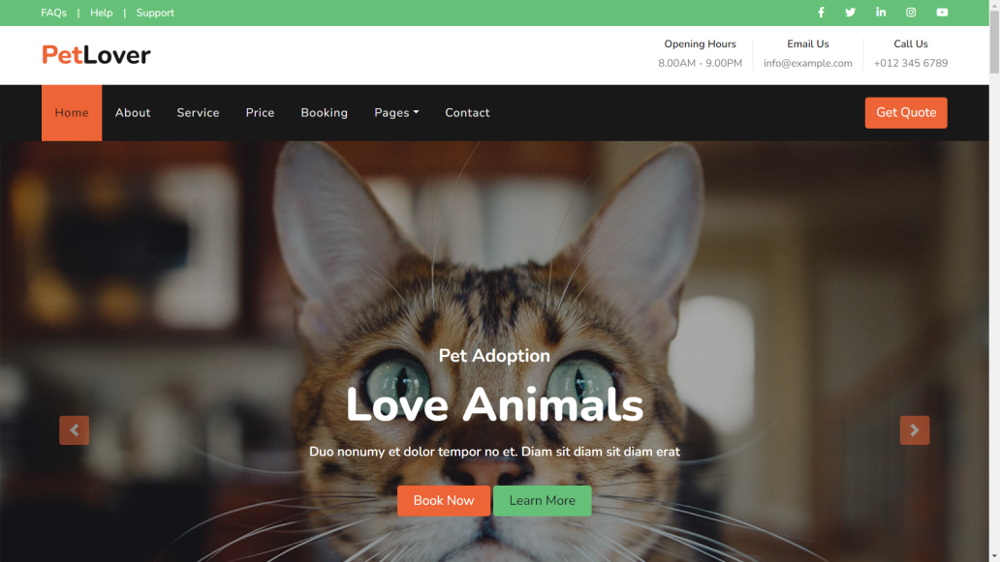 FAQs | Help | Support
PetLover
Opening Hours
8.00AM - 9.00PM
Email Us
info@example.com
Call Us
+012 345 6789
Home About Service Price Booking Pages Contact
Get Quote
Pet Adoption
Love Animals
Duo nonumy et dolor tempor no et. Diam sit diam sit diam erat
Book Now Learn More